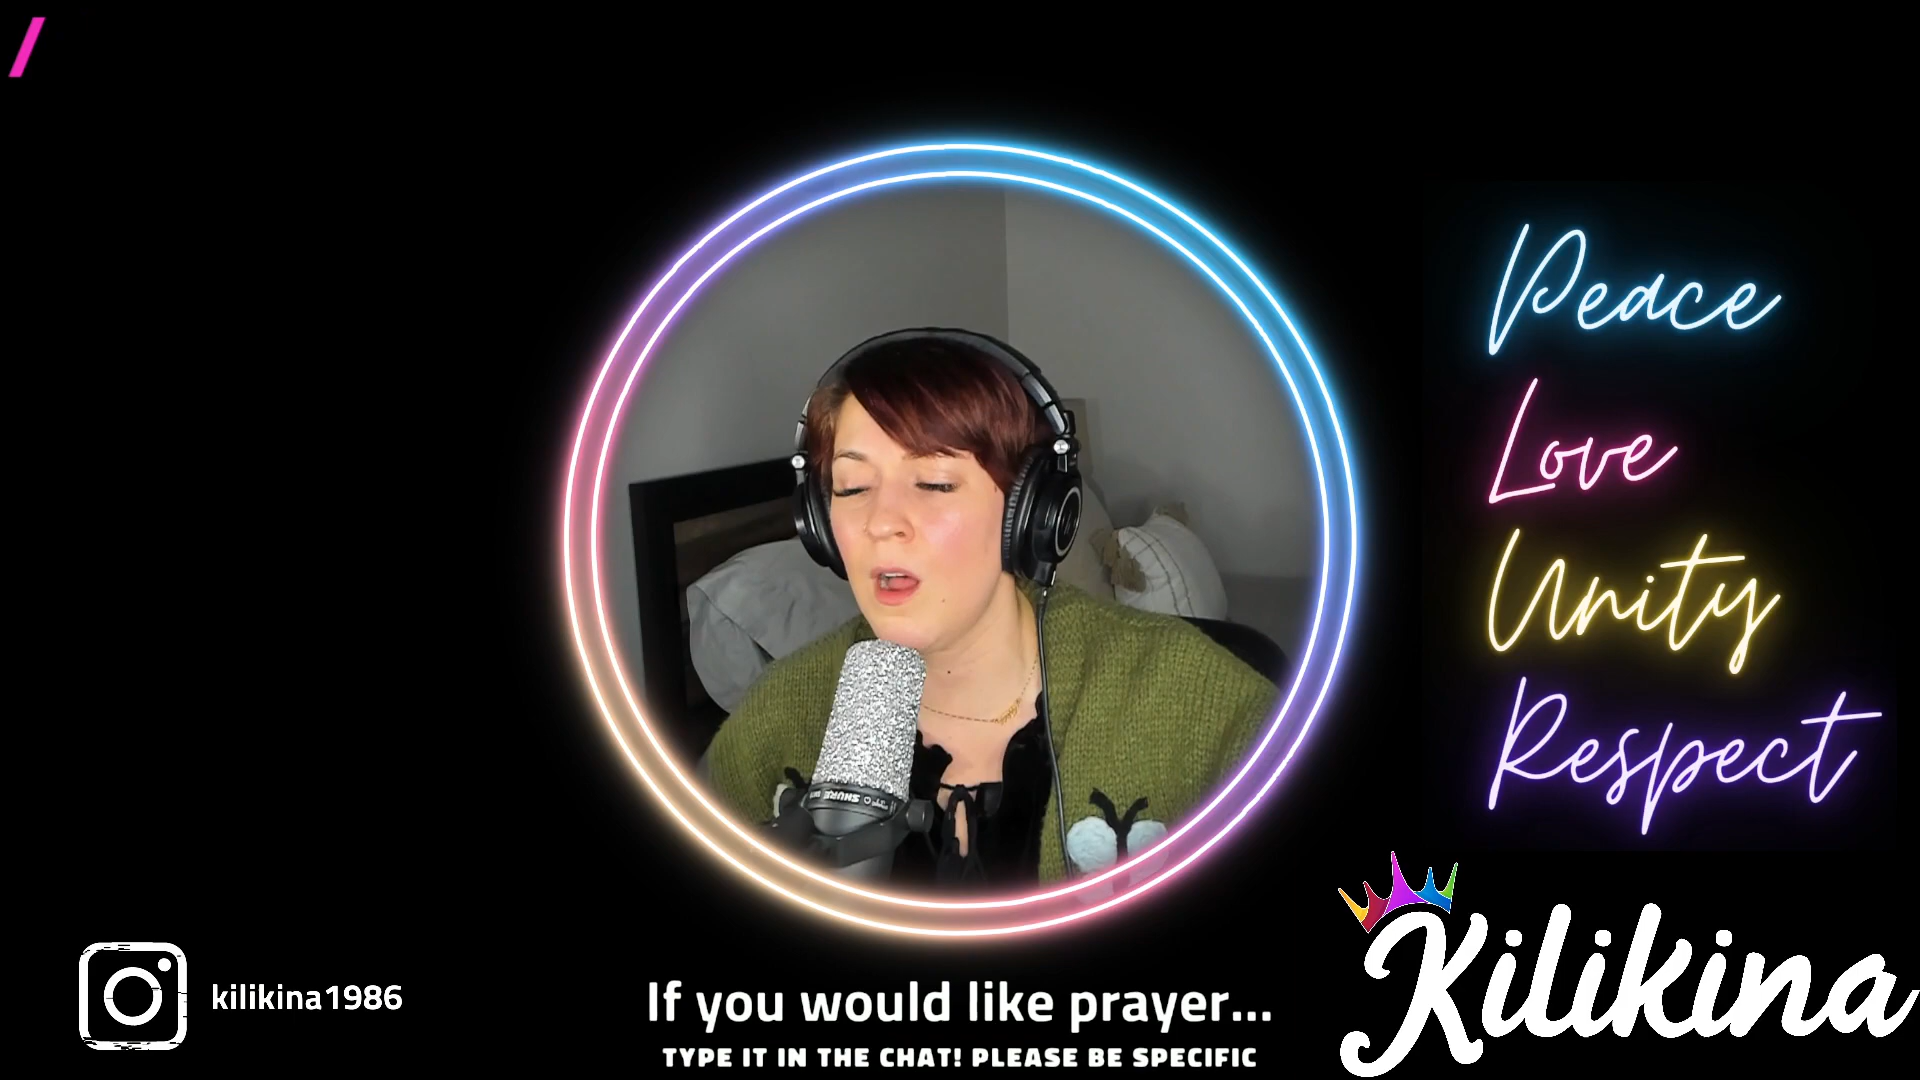 Peace
Love
Unity
Respect
Kilikina
kilikina1986
If you would like prayer...
TYPE IT IN THE CHAT! PLEASE BE SPECIFIC
SHURE